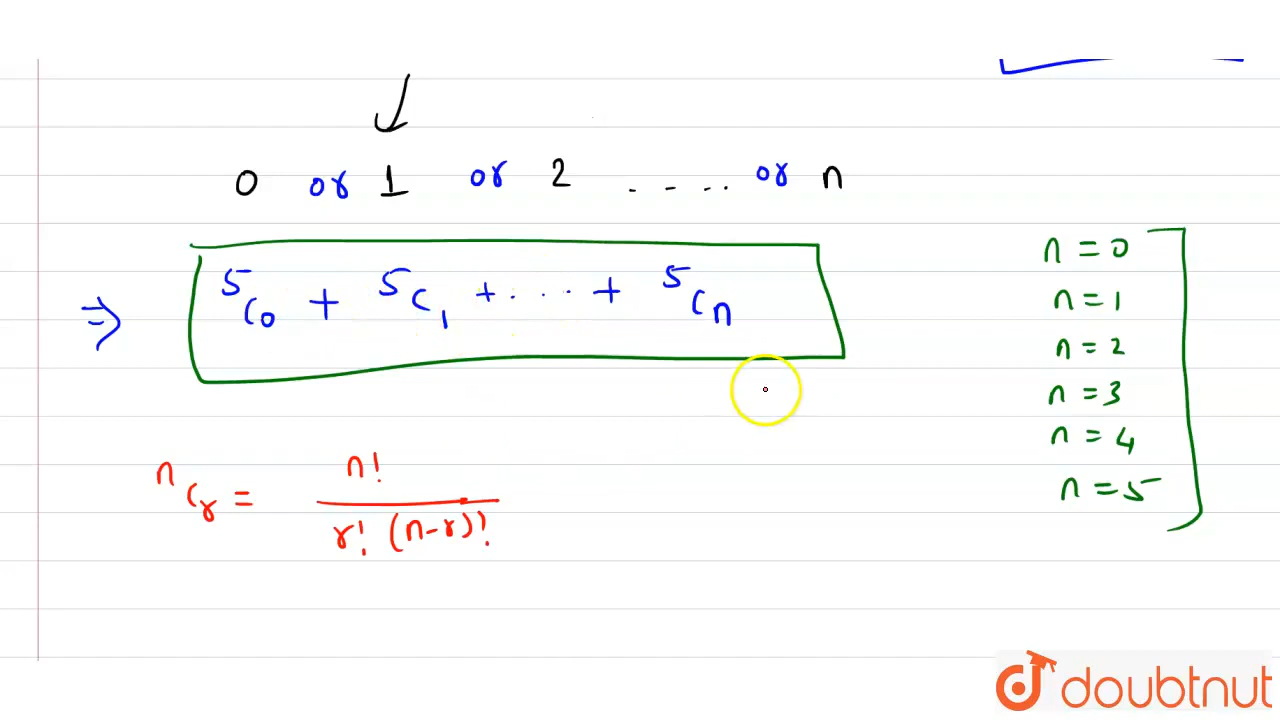 0 or 1 or 2 .... or n
⇒ ⁵C₀ + ⁵C₁ + .... + ⁵Cₙ
n = 0
n = 1
n = 2
n = 3
n = 4
n = 5
ⁿCᵣ = n! / r! (n-r)!
doubtnut